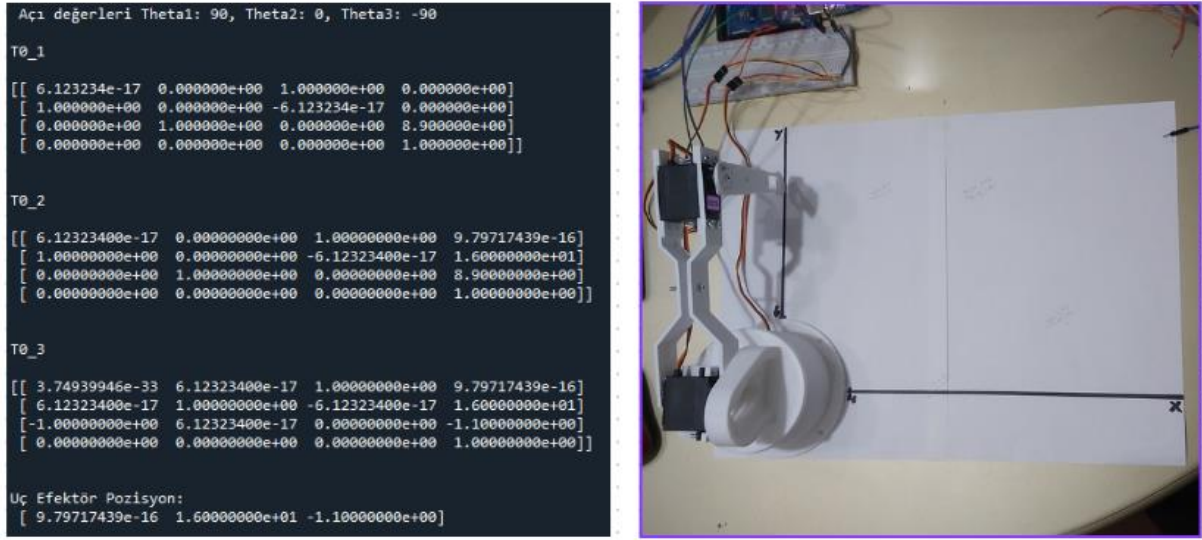 Açı değerleri Theta1: 90, Theta2: 0, Theta3: -90
T0_1
[[ 6.123234e-17 0.000000e+00 1.000000e+00 0.000000e+00]
[ 1.000000e+00 0.000000e+00 -6.123234e-17 0.000000e+00]
[ 0.000000e+00 1.000000e+00 0.000000e+00 8.900000e+00]
[ 0.000000e+00 0.000000e+00 0.000000e+00 1.000000e+00]]
T0_2
[[ 6.12323400e-17 0.00000000e+00 1.00000000e+00 9.79717439e-16]
[ 1.00000000e+00 0.00000000e+00 -6.12323400e-17 1.60000000e+01]
[ 0.00000000e+00 1.00000000e+00 0.00000000e+00 8.90000000e+00]
[ 0.00000000e+00 0.00000000e+00 0.00000000e+00 1.00000000e+00]]
T0_3
[[ 3.74939946e-33 6.12323400e-17 1.00000000e+00 9.79717439e-16]
[ 6.12323400e-17 1.00000000e+00 -6.12323400e-17 1.60000000e+01]
[-1.00000000e+00 6.12323400e-17 0.00000000e+00 -1.10000000e+00]
[ 0.00000000e+00 0.00000000e+00 0.00000000e+00 1.00000000e+00]]
Uç Efektör Pozisyon:
[ 9.79717439e-16 1.60000000e+01 -1.10000000e+00]
Y
X